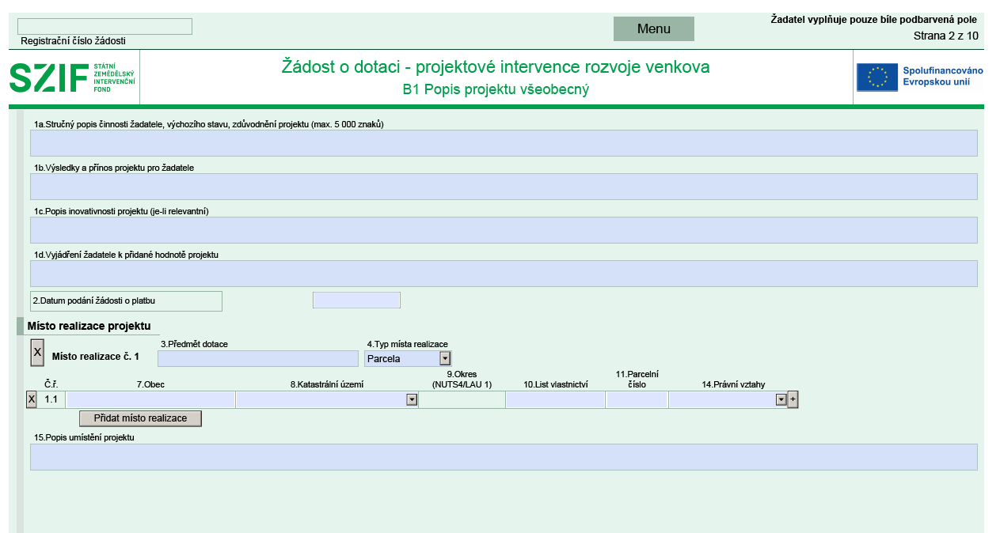 Žadatel vyplňuje pouze bíle podbarvená pole
Registrační číslo žádosti
Menu
Strana 2 z 10
SZIF STÁTNÍ
ZEMĚDĚLSKÝ
INTERVENČNÍ
FOND
Žádost o dotaci - projektové intervence rozvoje venkova
B1 Popis projektu všeobecný
Spolufinancováno
Evropskou unií
1a.Stručný popis činnosti žadatele, výchozího stavu, zdůvodnění projektu (max. 5 000 znaků)
1b.Výsledky a přínos projektu pro žadatele
1c.Popis inovativnosti projektu (je-li relevantní)
1d.Vyjádření žadatele k přidané hodnotě projektu
2.Datum podání žádosti o platbu
Místo realizace projektu
X Místo realizace č. 1
3.Předmět dotace
4.Typ místa realizace
Parcela
Č.ř.
7.Obec
8.Katastrální území
9.Okres
(NUTS4/LAU 1)
10.List vlastnictví
11.Parcelní
číslo
14.Právní vztahy
X 1.1 +
Přidat místo realizace
15.Popis umístění projektu